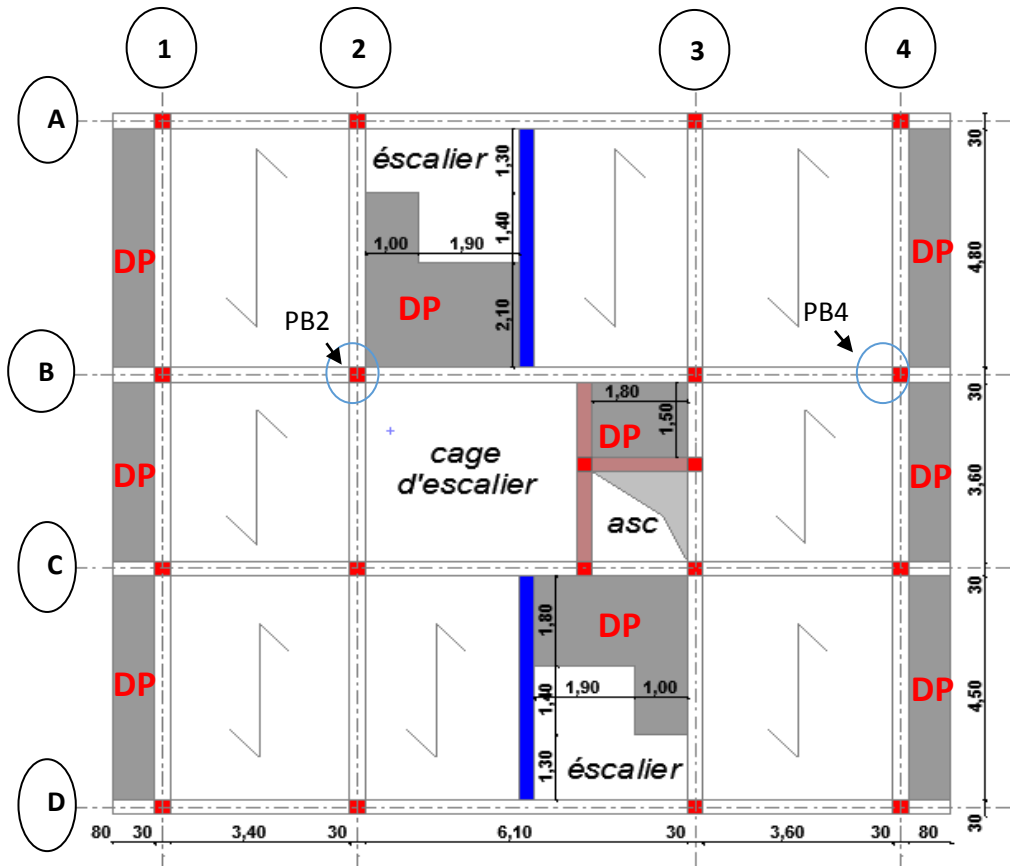 1 2 3 4
A
éscalier
1,30
30
1,40
1,00 1,90
DP
DP
DP
4,80
2,10
PB2
PB4
B
30
1,80
1,50
DP
cage
d'escalier
DP
DP
3,60
asc
C
30
1,80
DP
1,90 1,00
1,40
DP
DP
4,50
1,30
éscalier
D
30
80 30 3,40 30 6,10 30 3,60 30 80